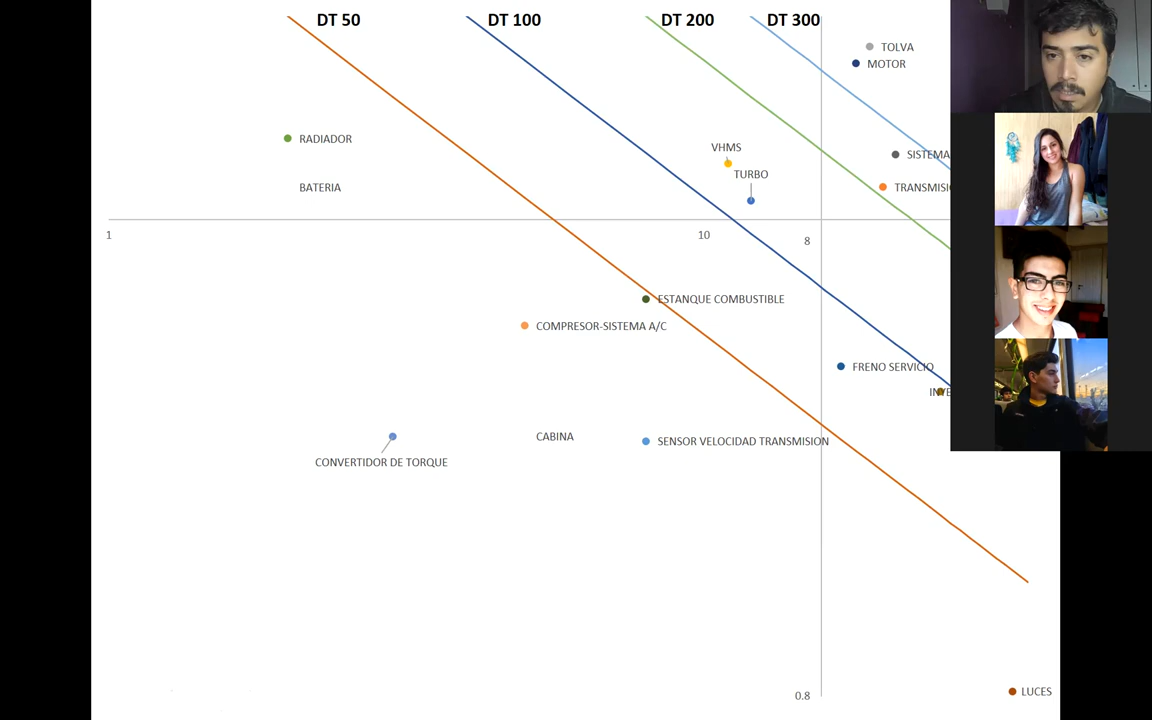 DT 50
DT 100
DT 200
DT 300
TOLVA
MOTOR
RADIADOR
VHMS
SISTEMA
TURBO
BATERIA
1
10
8
ESTANQUE COMBUSTIBLE
COMPRESOR-SISTEMA A/C
FRENO SERVICIO
CABINA
SENSOR VELOCIDAD TRANSMISION
CONVERTIDOR DE TORQUE
0.8
LUCES